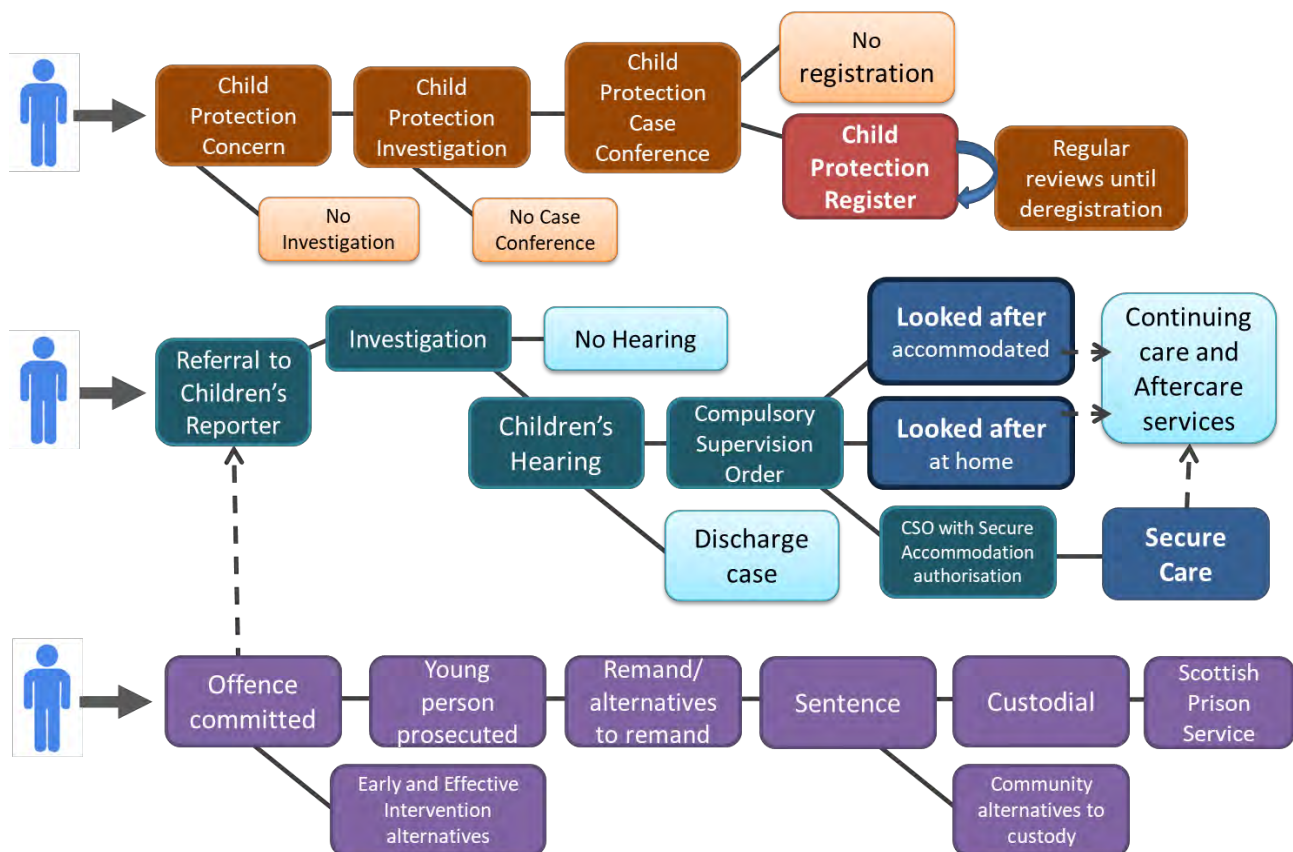 Child
Protection
Concern
No
Investigation
Child
Protection
Investigation
No Case
Conference
Child
Protection
Case
Conference
No
registration
Child
Protection
Register
Regular
reviews until
deregistration
Referral to
Children’s
Reporter
Investigation
No Hearing
Children’s
Hearing
Discharge
case
Compulsory
Supervision
Order
Looked after
accommodated
Looked after
at home
CSO with Secure
Accommodation
authorisation
Secure
Care
Continuing
care and
Aftercare
services
Offence
committed
Early and Effective
Intervention
alternatives
Young
person
prosecuted
Remand/
alternatives
to remand
Sentence
Community
alternatives to
custody
Custodial
Scottish
Prison
Service